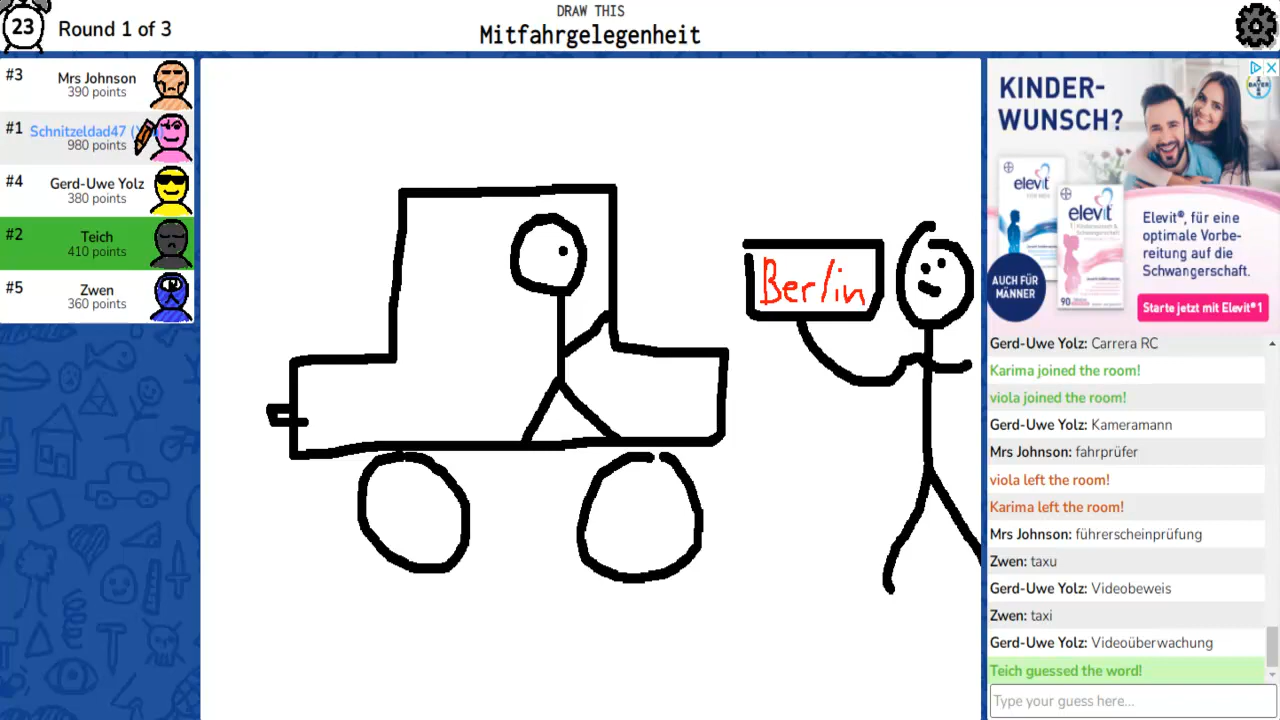 23
Round 1 of 3
DRAW THIS
Mitfahrgelegenheit
#3
Mrs Johnson
390 points
#1
Schnitzeldad47
980 points
#4
Gerd-Uwe Yolz
380 points
#2
Teich
410 points
#5
Zwen
360 points
Berlin
KINDER-
WUNSCH?
BAYER
elevit
elevit
Elevit®, für eine
optimale Vorbe-
reitung auf die
Schwangerschaft.
AUCH FÜR
MÄNNER
90
Starte jetzt mit Elevit®1
Gerd-Uwe Yolz: Carrera RC
Karima joined the room!
viola joined the room!
Gerd-Uwe Yolz: Kameramann
Mrs Johnson: fahrprüfer
viola left the room!
Karima left the room!
Mrs Johnson: führerscheinprüfung
Zwen: taxu
Gerd-Uwe Yolz: Videobeweis
Zwen: taxi
Gerd-Uwe Yolz: Videoüberwachung
Teich guessed the word!
Type your guess here...